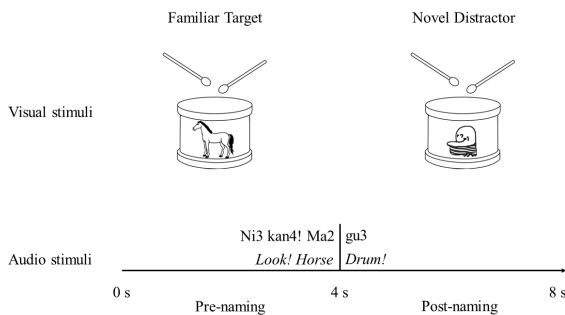 Familiar Target
Novel Distractor
Visual stimuli
Ni3 kan4! Ma2 gu3
Audio stimuli
Look! Horse Drum!
0 s
4 s
8 s
Pre-naming
Post-naming